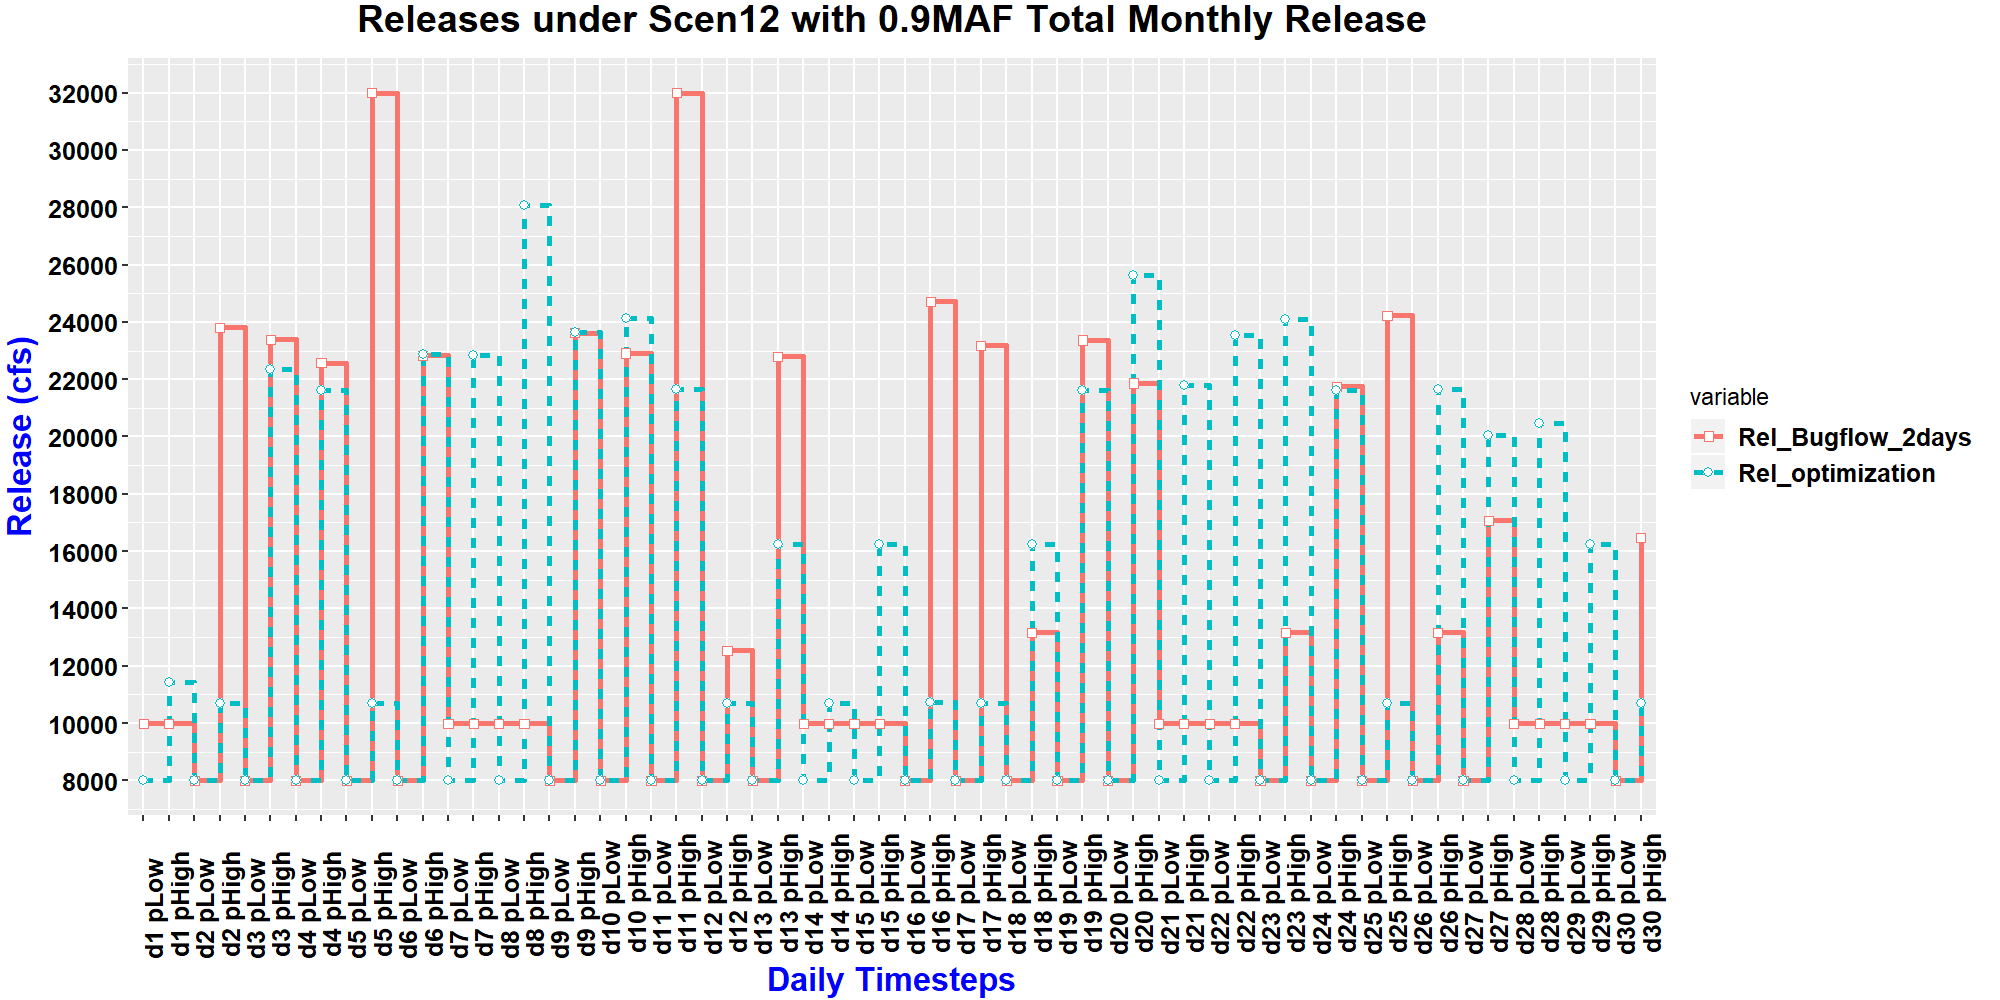 Releases under Scen12 with 0.9MAF Total Monthly Release
Release (cfs)
32000
30000
28000
26000
24000
22000
20000
18000
16000
14000
12000
10000
8000
d1 pLow
d1 pHigh
d2 pLow
d2 pHigh
d3 pLow
d3 pHigh
d4 pLow
d4 pHigh
d5 pLow
d5 pHigh
d6 pLow
d6 pHigh
d7 pLow
d7 pHigh
d8 pLow
d8 pHigh
d9 pLow
d9 pHigh
d10 pLow
d10 pHigh
d11 pLow
d11 pHigh
d12 pLow
d12 pHigh
d13 pLow
d13 pHigh
d14 pLow
d14 pHigh
d15 pLow
d15 pHigh
d16 pLow
d16 pHigh
d17 pLow
d17 pHigh
d18 pLow
d18 pHigh
d19 pLow
d19 pHigh
d20 pLow
d20 pHigh
d21 pLow
d21 pHigh
d22 pLow
d22 pHigh
d23 pLow
d23 pHigh
d24 pLow
d24 pHigh
d25 pLow
d25 pHigh
d26 pLow
d26 pHigh
d27 pLow
d27 pHigh
d28 pLow
d28 pHigh
d29 pLow
d29 pHigh
d30 pLow
d30 pHigh
Daily Timesteps
variable
Rel_Bugflow_2days
Rel_optimization